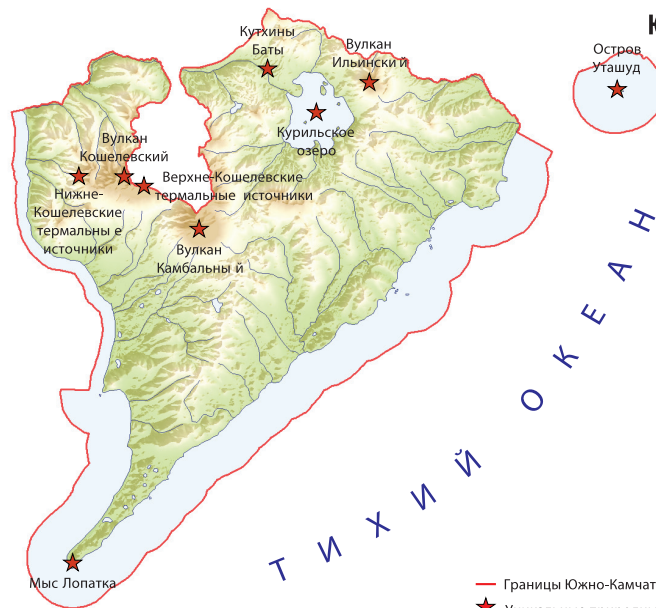 К
Кутхины
Баты
Вулкан
Ильинский
Остров
Уташуд
Курильское
озеро
Вулкан
Кошелевский
Верхне-Кошелевские
термальные источники
Нижне-
Кошелевские
термальны е
источники
Вулкан
Камбальны й
ТИХИЙ ОКЕАН
Мыс Лопатка
Границы Южно-Камчат